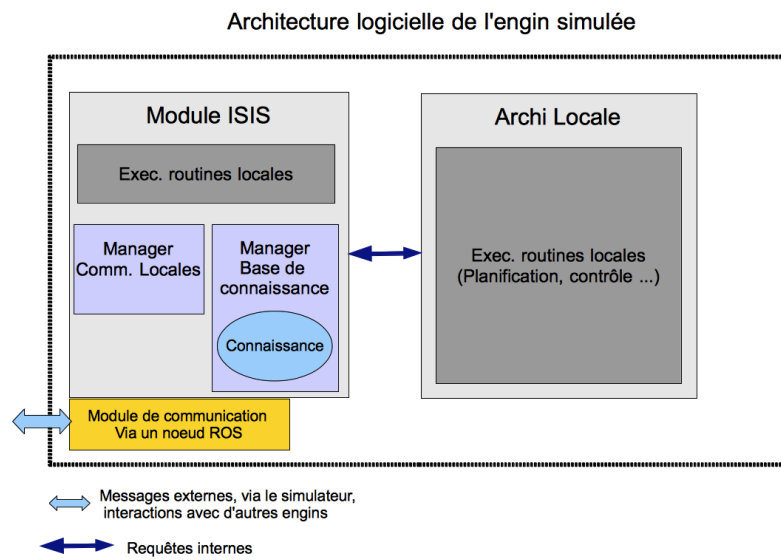 Architecture logicielle de l'engin simulée
Module ISIS
Exec. routines locales
Manager
Comm. Locales
Manager
Base de
connaissance
Connaissance
Module de communication
Via un noeud ROS
Archi Locale
Exec. routines locales
(Planification, contrôle ...)
Messages externes, via le simulateur,
interactions avec d'autres engins
Requêtes internes